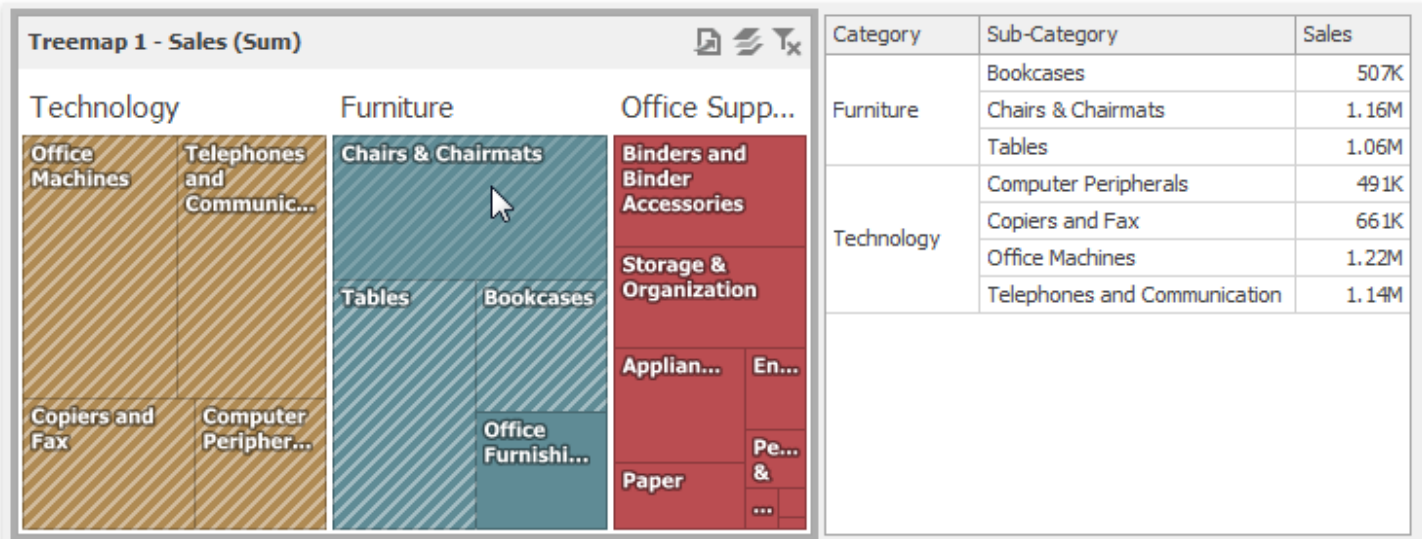 Treemap 1 - Sales (Sum)
Technology
Furniture
Office Supp...
Office
Machines
Telephones
and
Communic...
Copiers and
Fax
Computer
Peripher...
Chairs & Chairmats
Tables
Bookcases
Office
Furnishi...
Binders and
Binder
Accessories
Storage &
Organization
Applian...
En...
Pe...
&
Paper
...
Category Sub-Category Sales
Furniture
Bookcases 507K
Chairs & Chairmats 1.16M
Tables 1.06M
Technology
Computer Peripherals 491K
Copiers and Fax 661K
Office Machines 1.22M
Telephones and Communication 1.14M